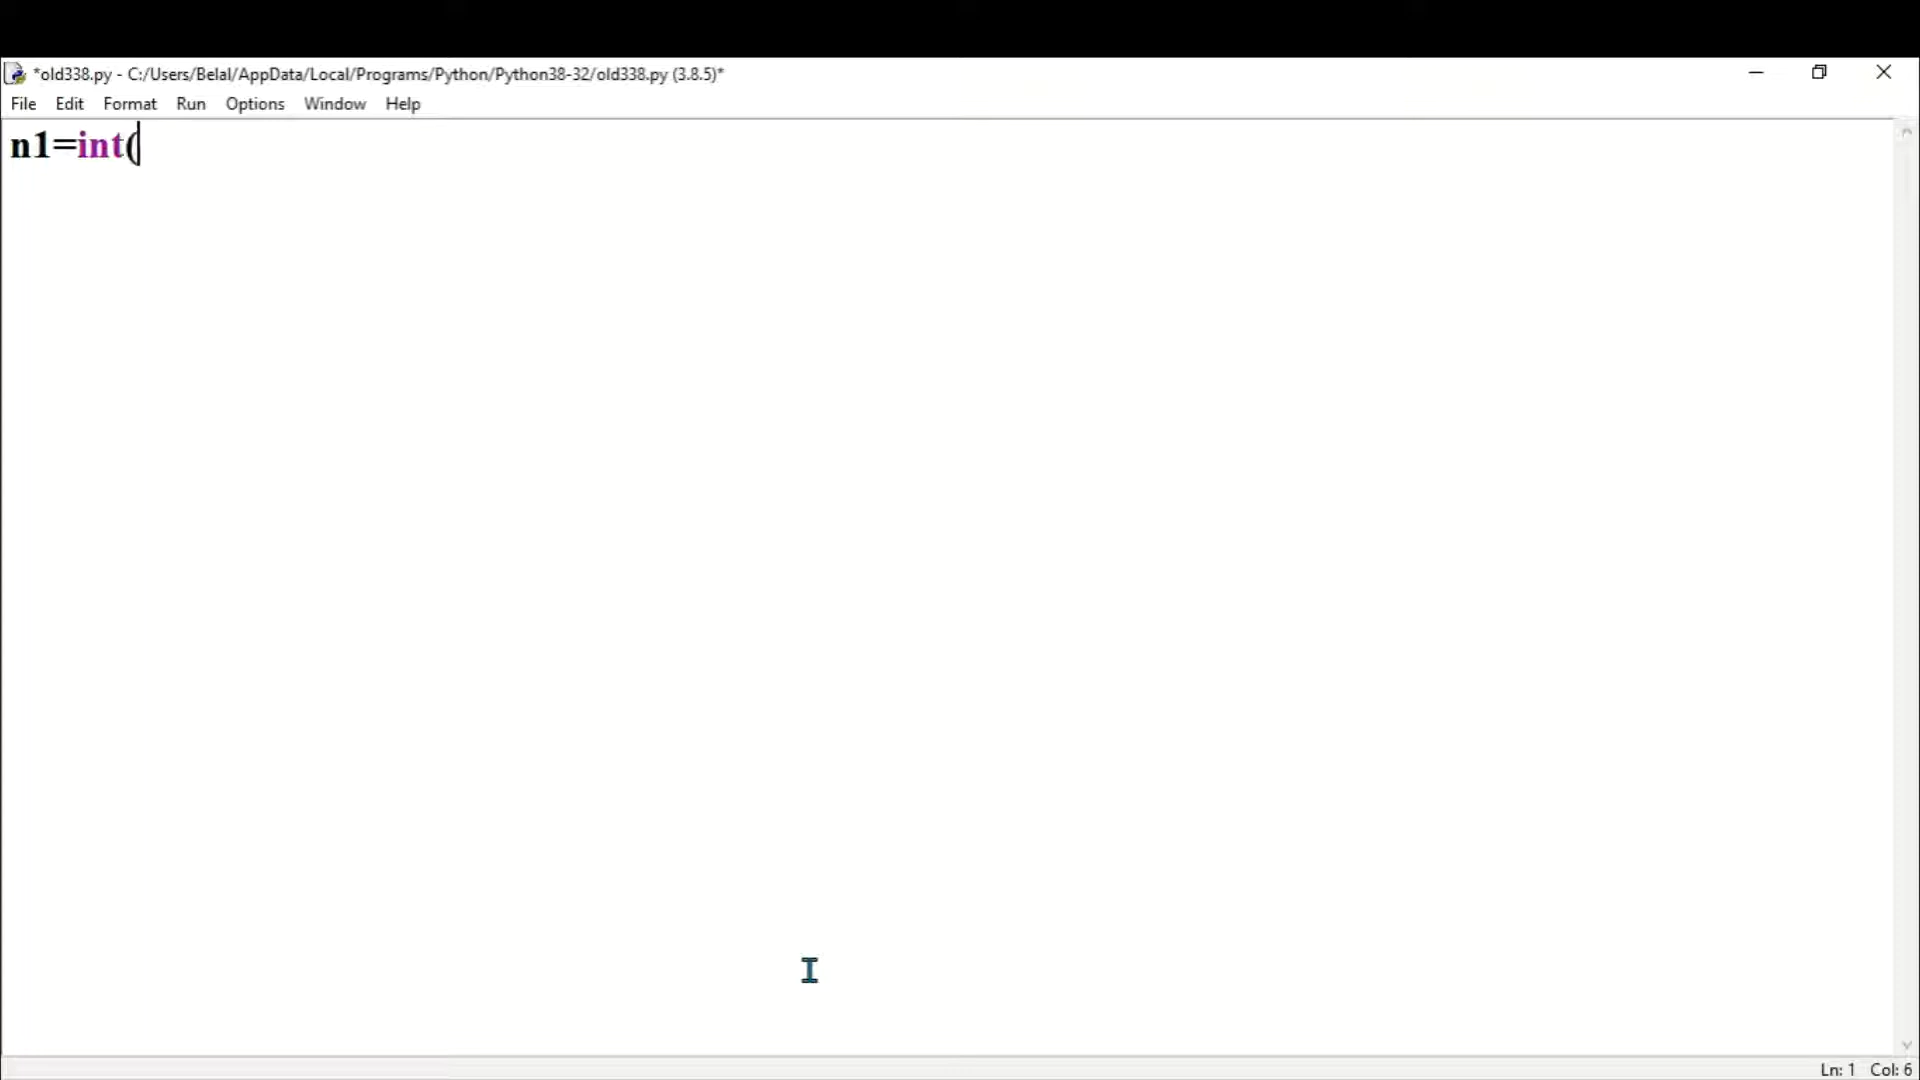 *old338.py - C:/Users/Belal/AppData/Local/Programs/Python/Python38-32/old338.py (3.8.5)*
File Edit Format Run Options Window Help
n1=int(
Ln: 1 Col: 6